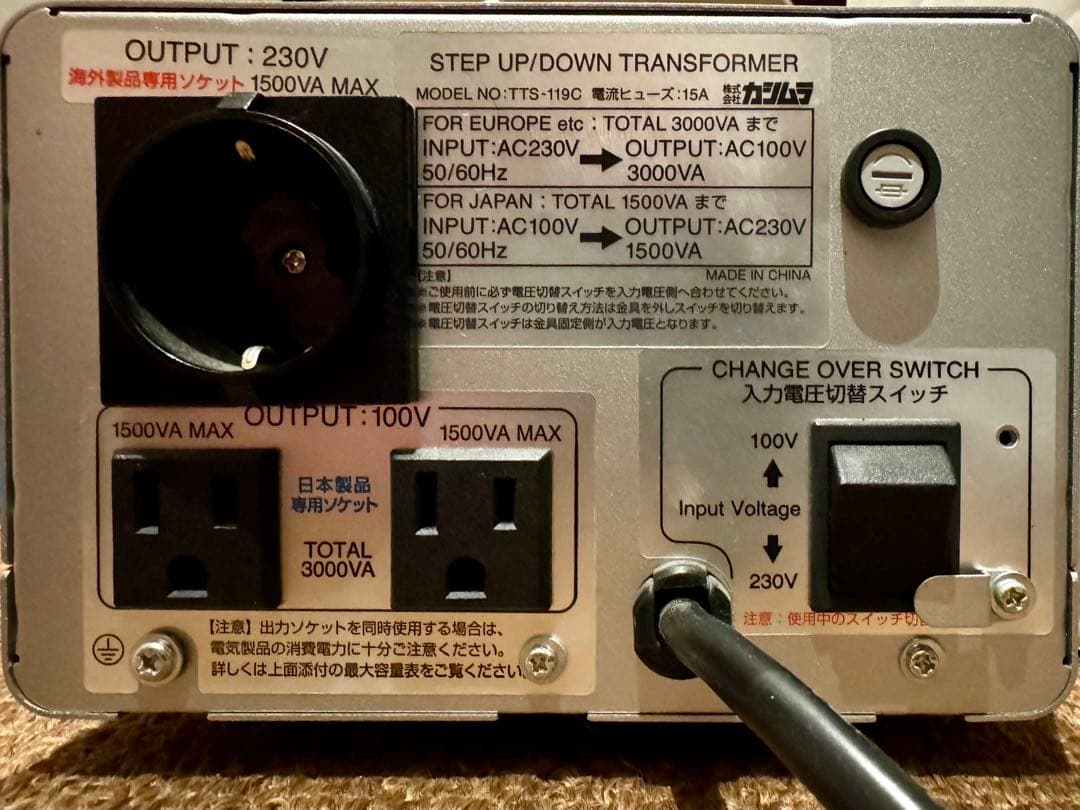 OUTPUT : 230V
海外製品専用ソケット 1500VA MAX
STEP UP/DOWN TRANSFORMER
MODEL NO:TTS-119C 電流ヒューズ:15A 株式会社 カシムラ
FOR EUROPE etc : TOTAL 3000VA まで
INPUT:AC230V → OUTPUT:AC100V
50/60Hz 3000VA
FOR JAPAN : TOTAL 1500VA まで
INPUT:AC100V → OUTPUT:AC230V
50/60Hz 1500VA
【注意】 MADE IN CHINA
※ご使用前に必ず電圧切替スイッチを入力電圧側へ合わせてください。
※電圧切替スイッチの切り替え方法は金具を外しスイッチを切り替えます。
※電圧切替スイッチは金具固定側が入力電圧となります。
OUTPUT:100V
1500VA MAX 1500VA MAX
日本製品
専用ソケット
TOTAL
3000VA
【注意】出力ソケットを同時使用する場合は、
電気製品の消費電力に十分ご注意ください。
詳しくは上面添付の最大容量表をご覧ください。
CHANGE OVER SWITCH
入力電圧切替スイッチ
100V
Input Voltage
230V
注意:使用中のスイッチ切